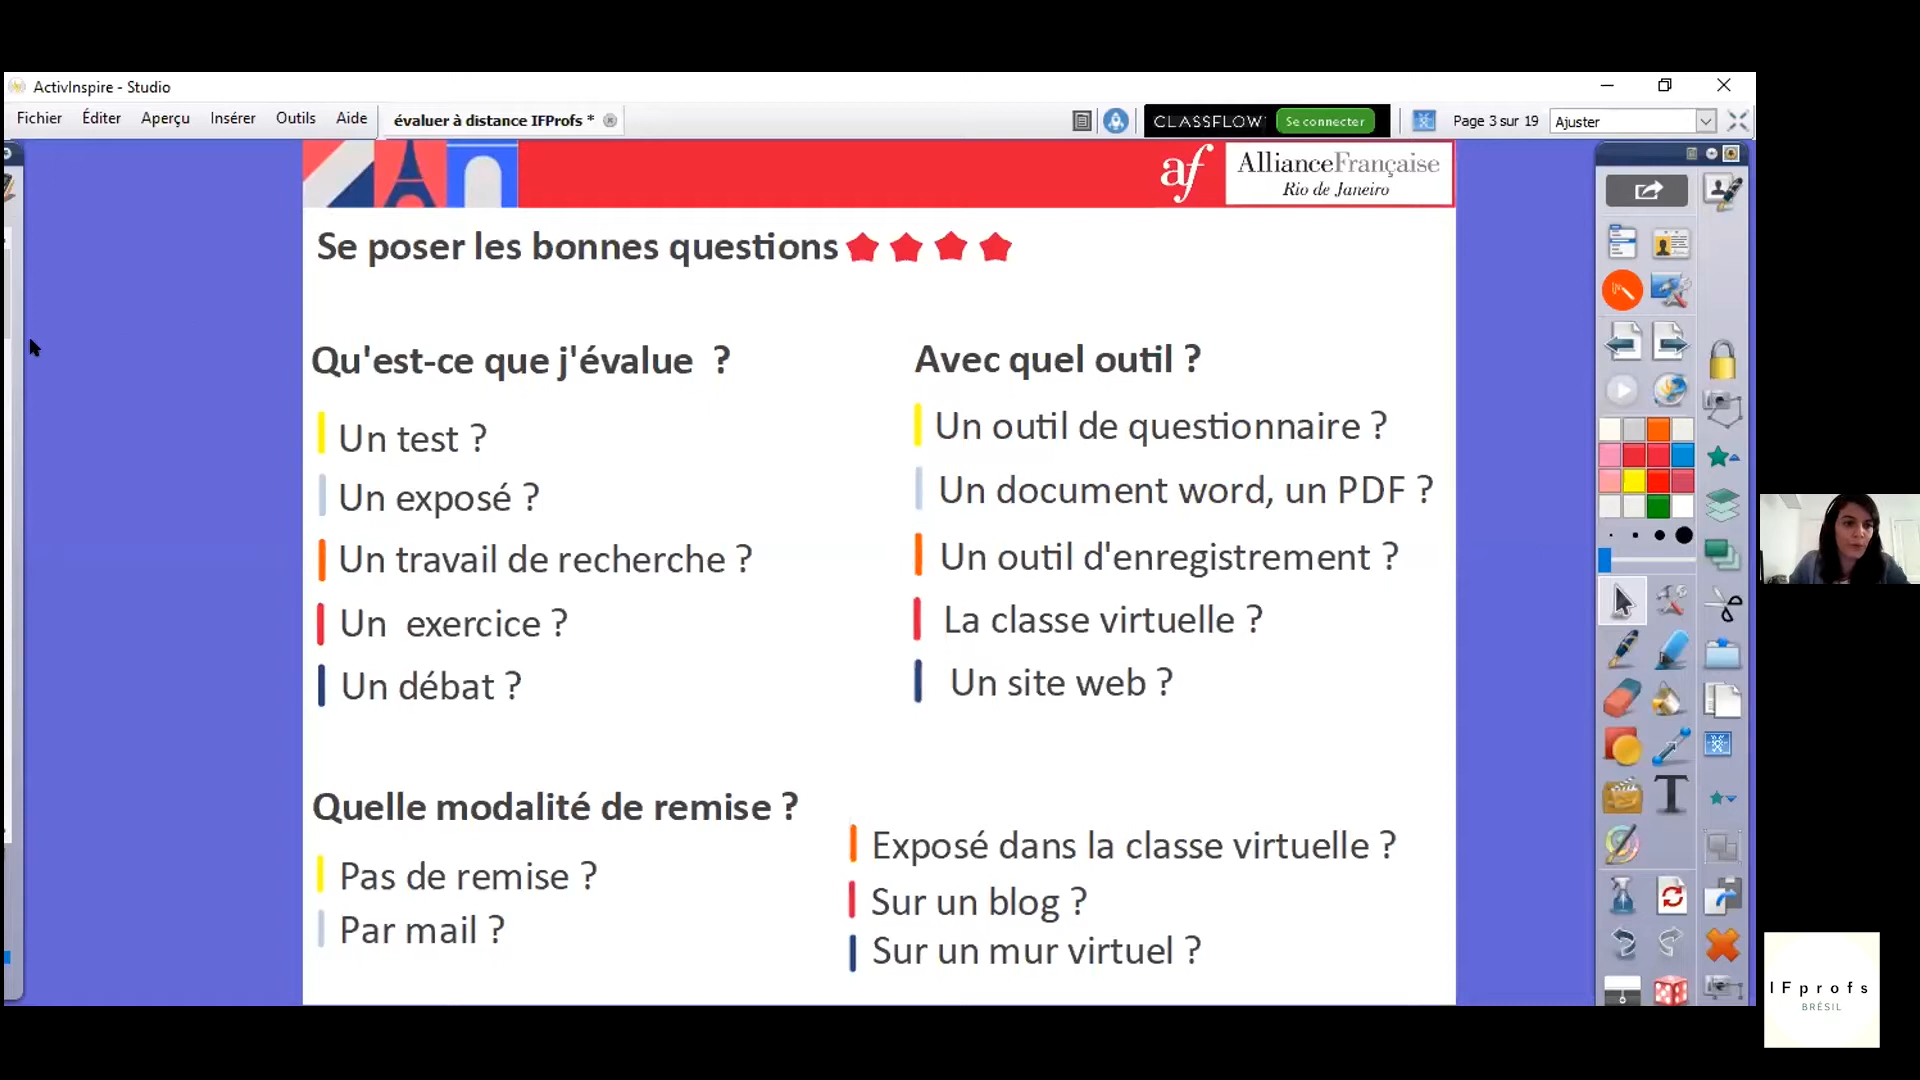 ActivInspire - Studio
Fichier Éditer Aperçu Insérer Outils Aide
évaluer à distance IFProfs *
CLASSFLOW Se connecter
Page 3 sur 19
Ajuster
af
AllianceFrançaise
Rio de Janeiro
Se poser les bonnes questions
Qu'est-ce que j'évalue ?
Un test ?
Un exposé ?
Un travail de recherche ?
Un exercice ?
Un débat ?
Avec quel outil ?
Un outil de questionnaire ?
Un document word, un PDF ?
Un outil d'enregistrement ?
La classe virtuelle ?
Un site web ?
Quelle modalité de remise ?
Pas de remise ?
Par mail ?
Exposé dans la classe virtuelle ?
Sur un blog ?
Sur un mur virtuel ?
T
IFprofs
BRÉSIL